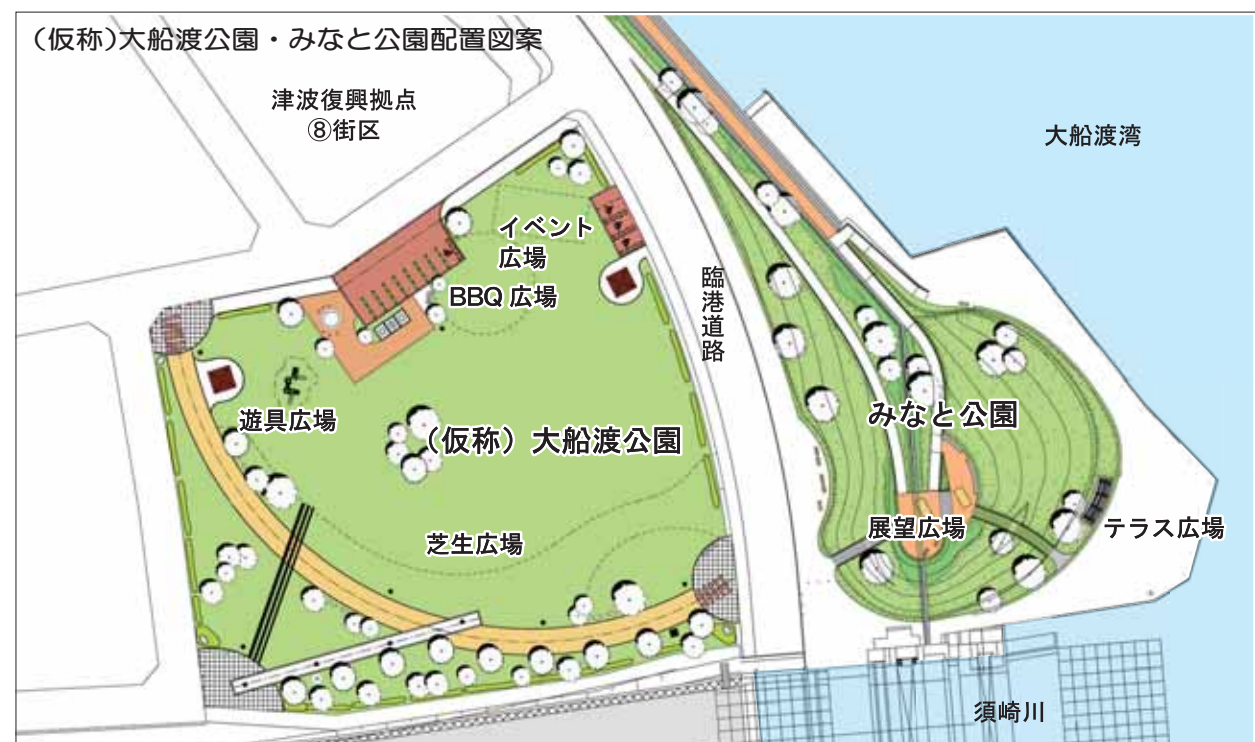 （仮称）大船渡公園・みなと公園配置図案
津波復興拠点
⑧街区
大船渡湾
イベント
広場
BBQ 広場
臨港道路
遊具広場
（仮称）大船渡公園
みなと公園
芝生広場
展望広場
テラス広場
須崎川